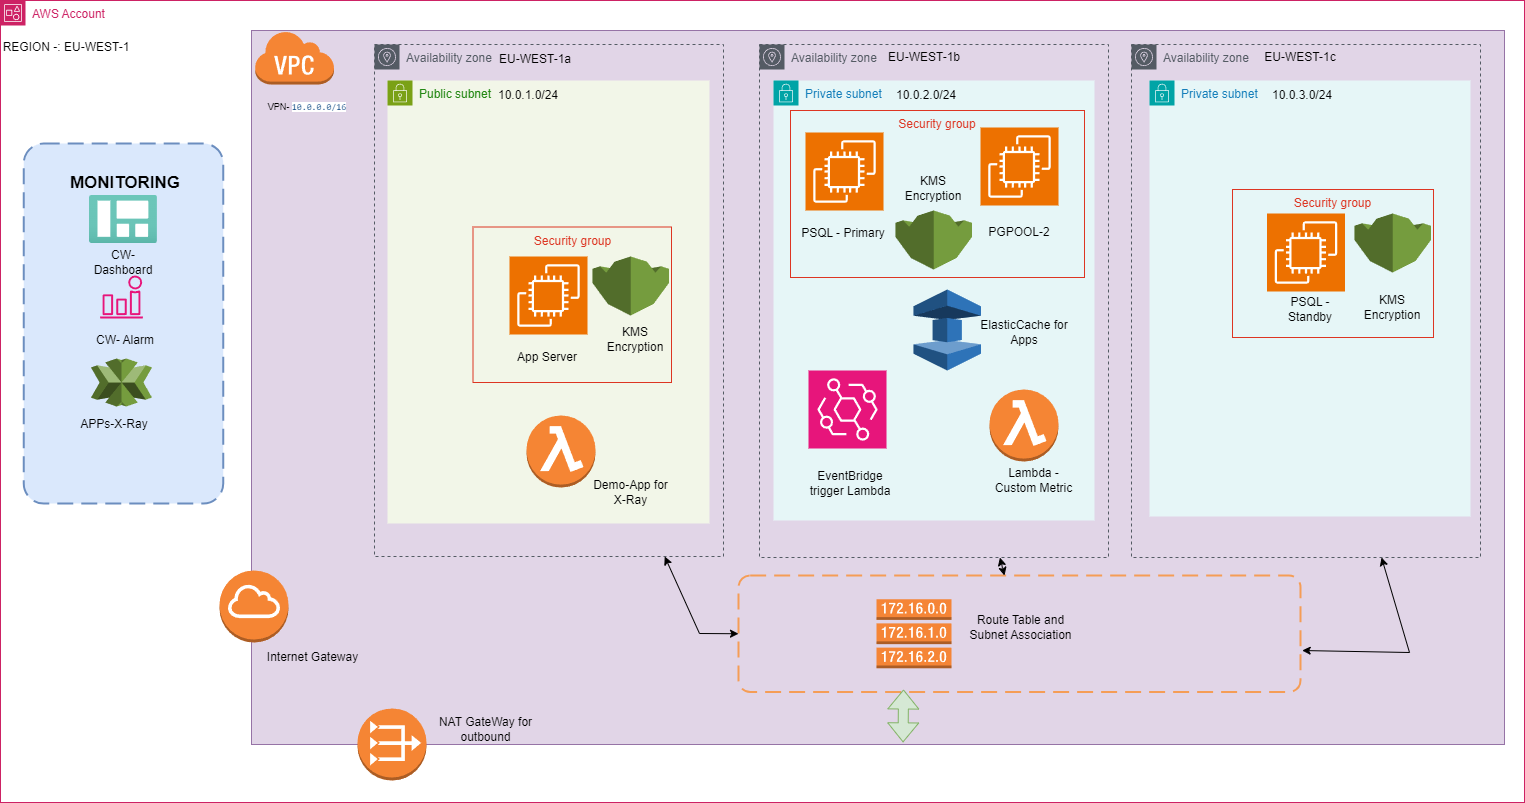 AWS Account
REGION -: EU-WEST-1
VPC
VPN- 10.0.0.0/16
MONITORING
CW-
Dashboard
CW- Alarm
APPs-X-Ray
Availability zone EU-WEST-1a
Public subnet 10.0.1.0/24
Security group
App Server
KMS
Encryption
Demo-App for
X-Ray
Availability zone EU-WEST-1b
Private subnet 10.0.2.0/24
Security group
PSQL - Primary
KMS
Encryption
PGPOOL-2
ElasticCache for
Apps
EventBridge
trigger Lambda
Lambda -
Custom Metric
Availability zone EU-WEST-1c
Private subnet 10.0.3.0/24
Security group
PSQL -
Standby
KMS
Encryption
172.16.0.0
172.16.1.0
172.16.2.0
Route Table and
Subnet Association
Internet Gateway
NAT GateWay for
outbound